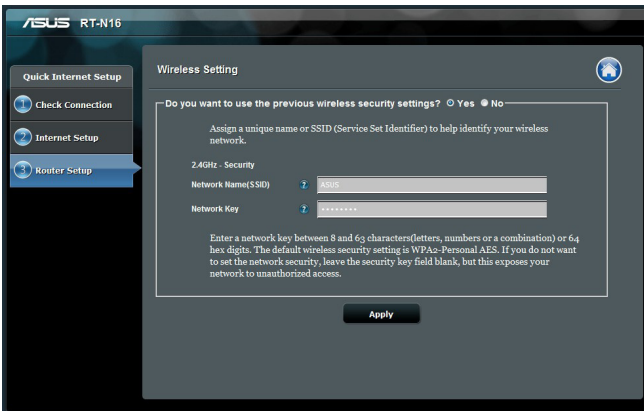 ASUS RT-N16
Quick Internet Setup
1 Check Connection
2 Internet Setup
3 Router Setup
Wireless Setting
Do you want to use the previous wireless security settings? Yes No
Assign a unique name or SSID (Service Set Identifier) to help identify your wireless
network.
2.4GHz - Security
Network Name(SSID) ? ASUS
Network Key ? ••••••••
Enter a network key between 8 and 63 characters(letters, numbers or a combination) or 64
hex digits. The default wireless security setting is WPA2-Personal AES. If you do not want
to set the network security, leave the security key field blank, but this exposes your
network to unauthorized access.
Apply